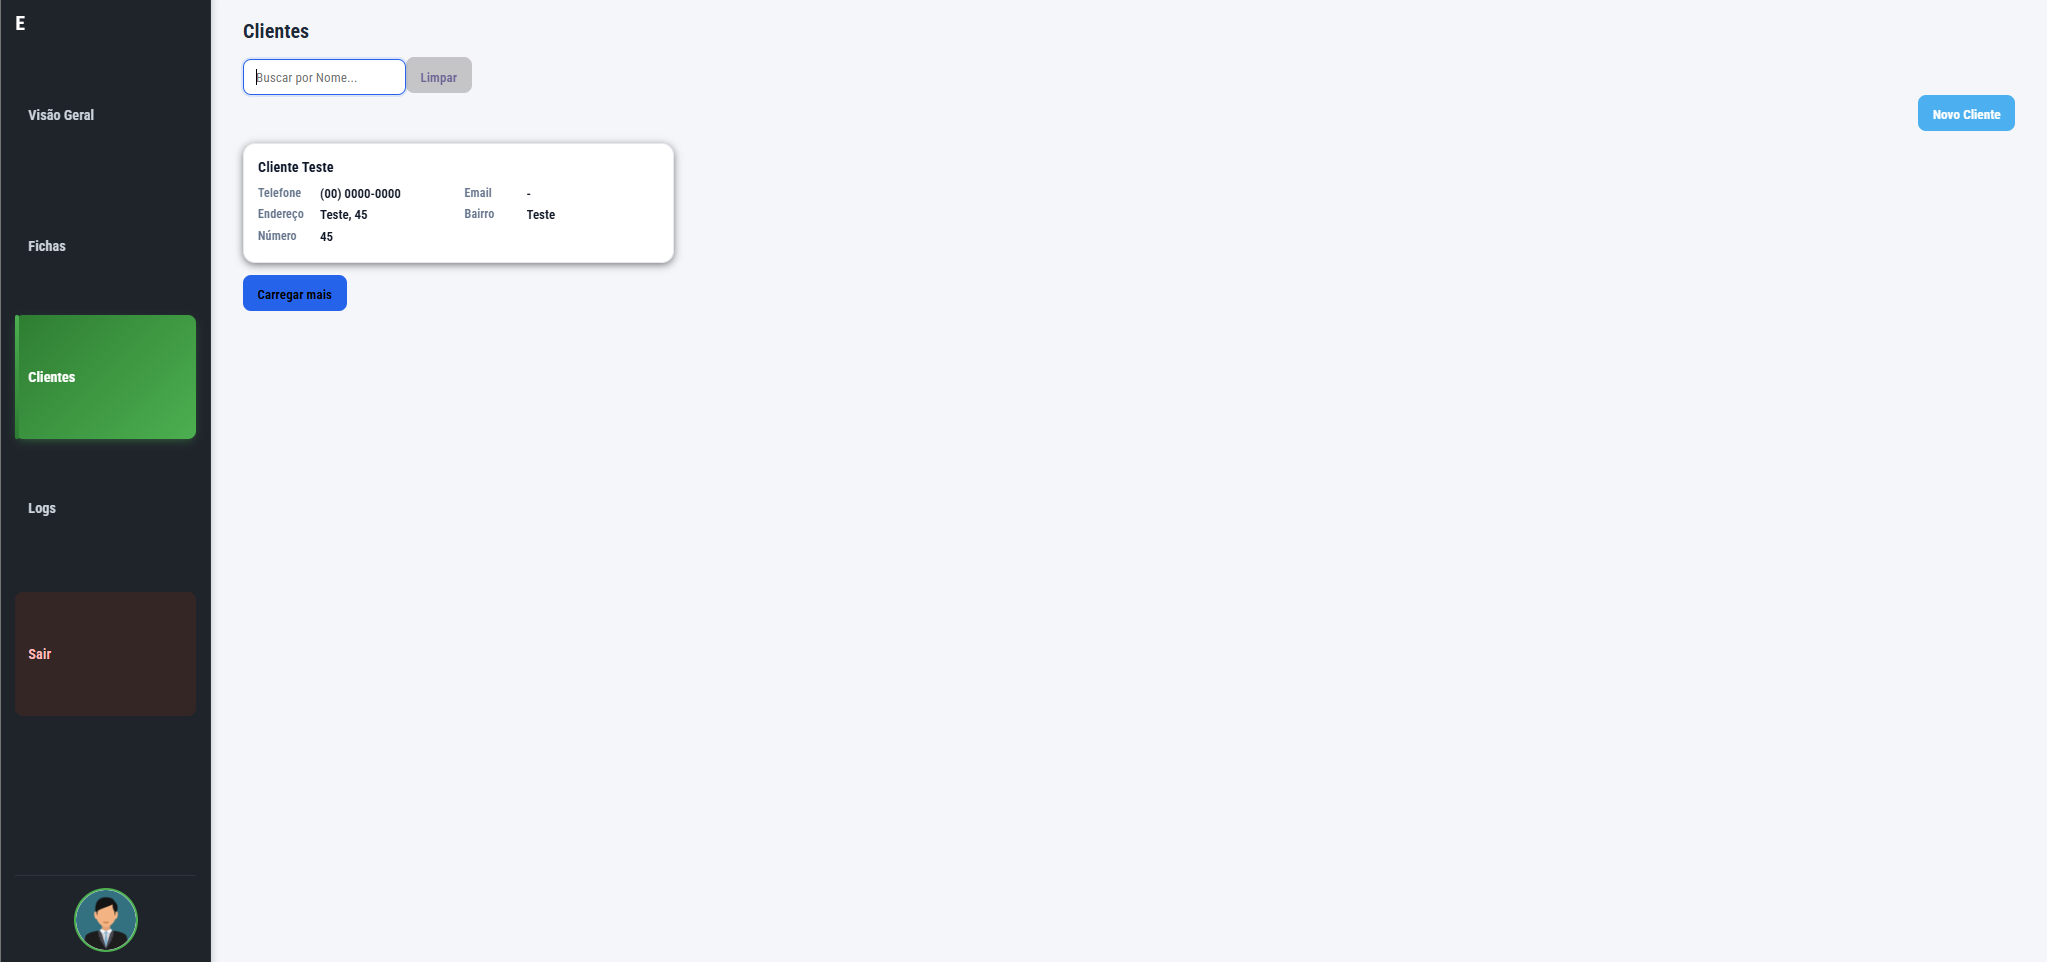 E
Visão Geral
Fichas
Clientes
Logs
Sair
Clientes
Buscar por Nome...
Limpar
Novo Cliente
Cliente Teste
Telefone (00) 0000-0000 Email -
Endereço Teste, 45 Bairro Teste
Número 45
Carregar mais